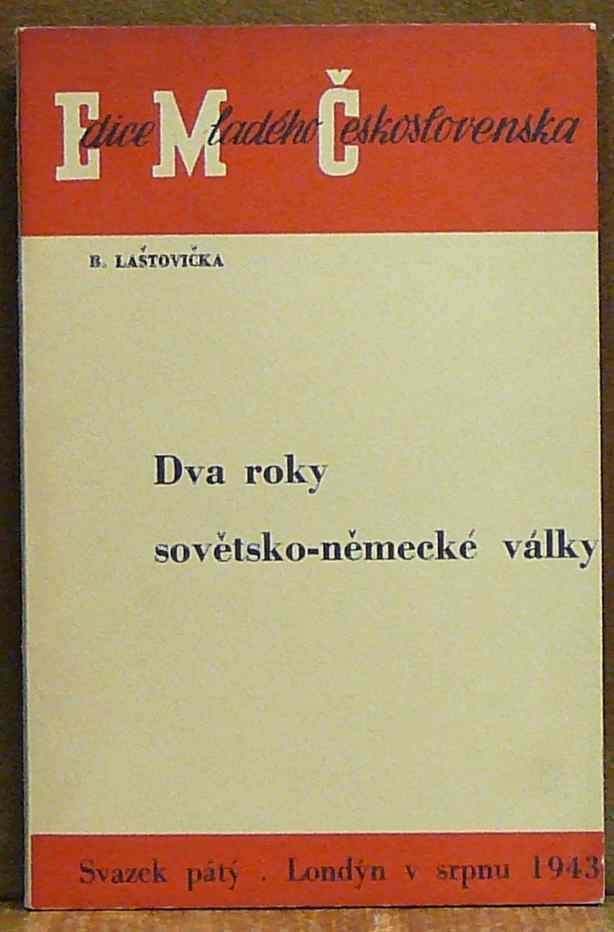 Edice Mladého Československa
B. LAŠTOVIČKA
Dva roky
sovětsko-německé války
Svazek pátý . Londýn v srpnu 1943